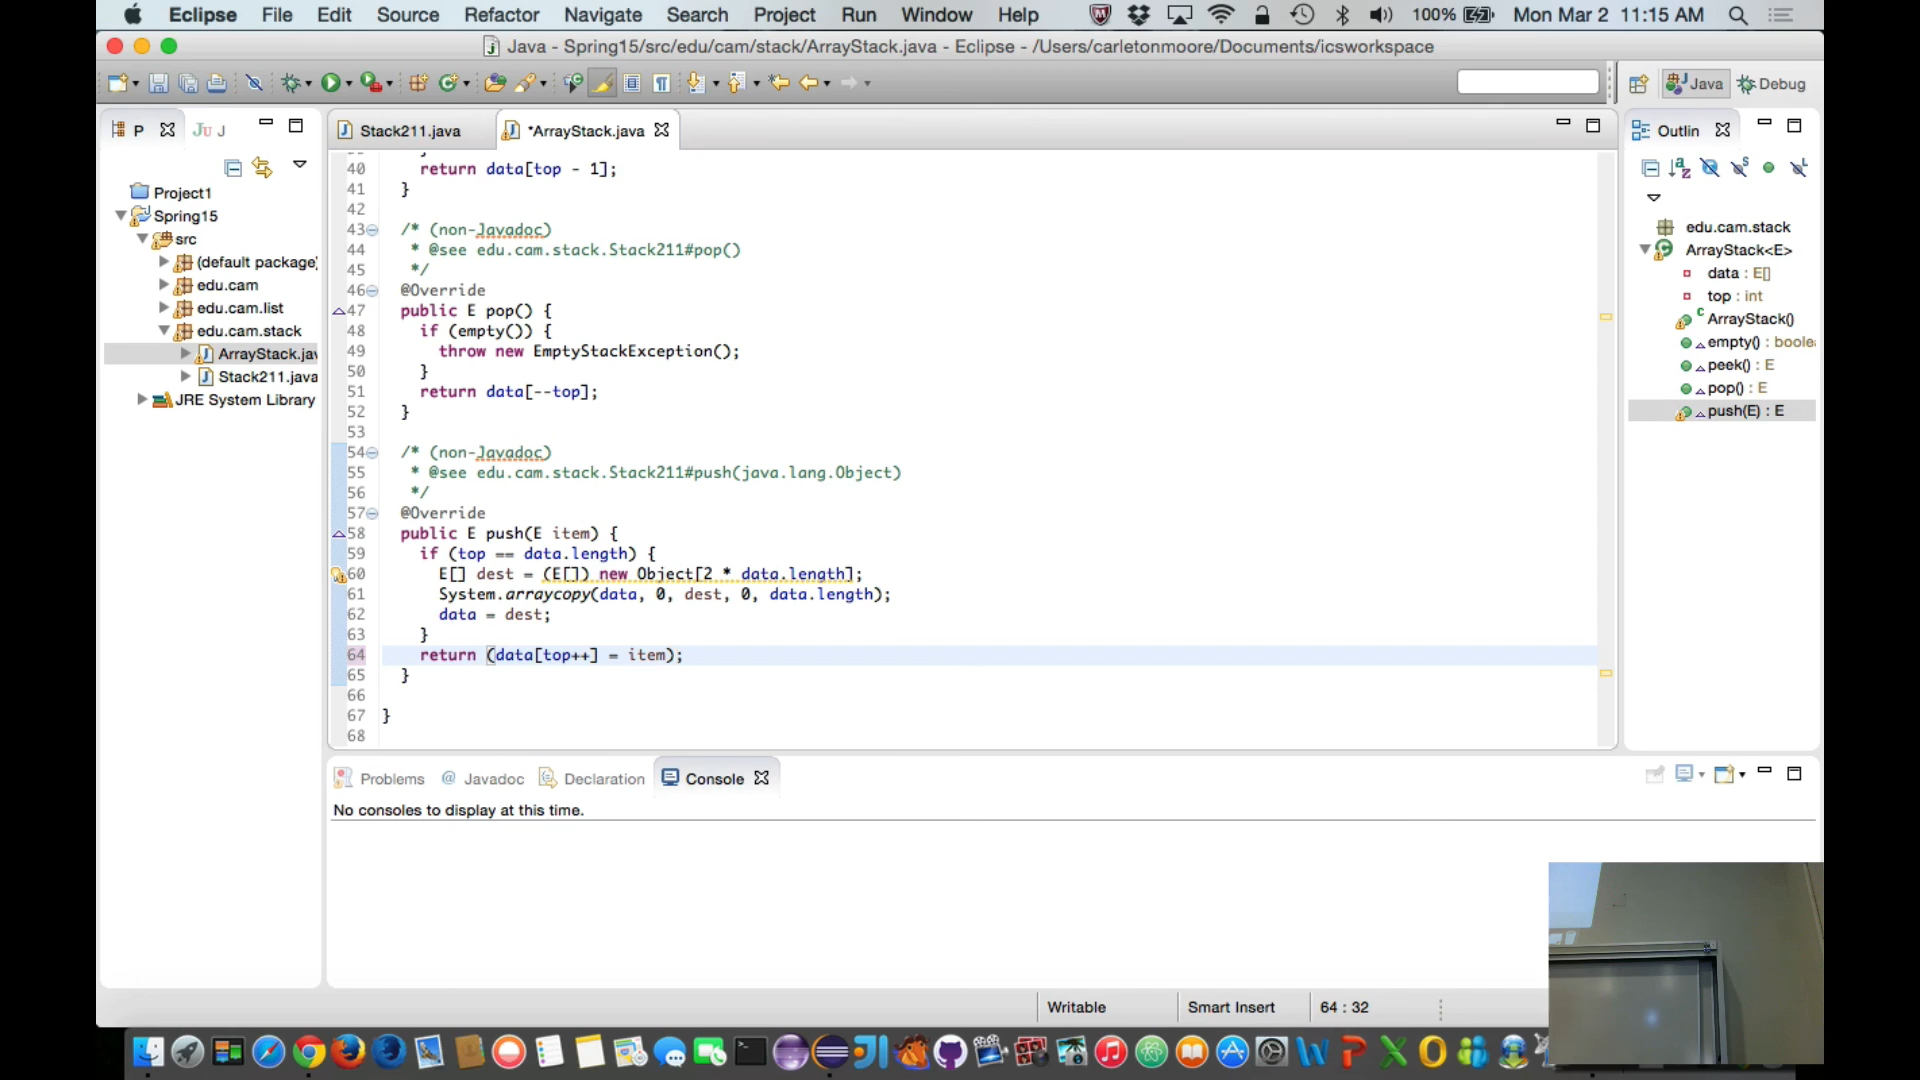 Eclipse File Edit Source Refactor Navigate Search Project Run Window Help 100% Mon Mar 2 11:15 AM
Java - Spring15/src/edu/cam/stack/ArrayStack.java - Eclipse - /Users/carletonmoore/Documents/icsworkspace
Java Debug
P JU J
Project1
Spring15
src
(default package)
edu.cam
edu.cam.list
edu.cam.stack
ArrayStack.jav
Stack211.java
JRE System Library
Stack211.java *ArrayStack.java
40 return data[top - 1];
41 }
42
43 /* (non-Javadoc)
44 * @see edu.cam.stack.Stack211#pop()
45 */
46 @Override
47 public E pop() {
48 if (empty()) {
49 throw new EmptyStackException();
50 }
51 return data[--top];
52 }
53
54 /* (non-Javadoc)
55 * @see edu.cam.stack.Stack211#push(java.lang.Object)
56 */
57 @Override
58 public E push(E item) {
59 if (top == data.length) {
60 E[] dest = (E[]) new Object[2 * data.length];
61 System.arraycopy(data, 0, dest, 0, data.length);
62 data = dest;
63 }
64 return (data[top++] = item);
65 }
66
67 }
68
Outlin
edu.cam.stack
ArrayStack<E>
data : E[]
top : int
ArrayStack()
empty() : boole
peek() : E
pop() : E
push(E) : E
Problems @ Javadoc Declaration Console
No consoles to display at this time.
Writable Smart Insert 64 : 32